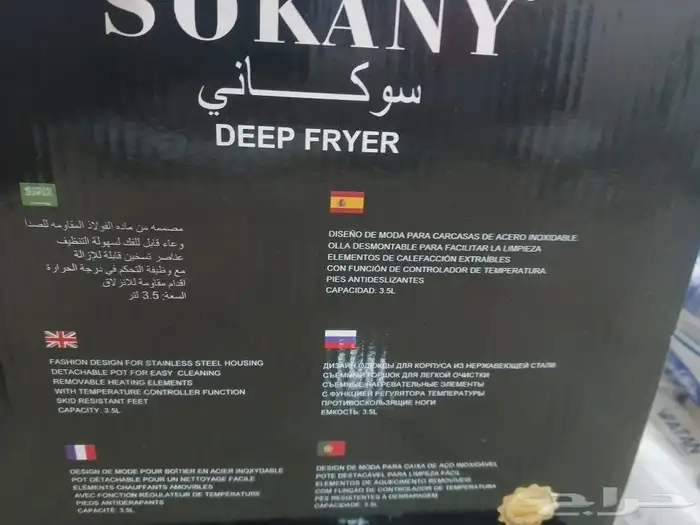 SOKANY
سوكاني
DEEP FRYER
مصممه من ماده الفولاذ المقاومه للصدا
وعاء قابل للفك لسهولة التنظيف
عناصر تسخين قابلة للإزالة
مع وظيفة التحكم في درجة الحرارة
أقدام مقاومة للانزلاق
السعة: 3.5 لتر
DISEÑO DE MODA PARA CARCASAS DE ACERO INOXIDABLE
OLLA DESMONTABLE PARA FACILITAR LA LIMPIEZA
ELEMENTOS DE CALEFACCIÓN EXTRAÍBLES
CON FUNCIÓN DE CONTROLADOR DE TEMPERATURA
PIES ANTIDESLIZANTES
CAPACIDAD: 3.5L
FASHION DESIGN FOR STAINLESS STEEL HOUSING
DETACHABLE POT FOR EASY CLEANING
REMOVABLE HEATING ELEMENTS
WITH TEMPERATURE CONTROLLER FUNCTION
SKID RESISTANT FEET
CAPACITY: 3.5L
ДИЗАЙН ОДЕЖДЫ ДЛЯ КОРПУСА ИЗ НЕРЖАВЕЮЩЕЙ СТАЛИ
СЪЕМНЫЙ ГОРШОК ДЛЯ ЛЕГКОЙ ОЧИСТКИ
СЪЕМНЫЕ НАГРЕВАТЕЛЬНЫЕ ЭЛЕМЕНТЫ
С ФУНКЦИЕЙ РЕГУЛЯТОРА ТЕМПЕРАТУРЫ
ПРОТИВОСКОЛЬЗЯЩИЕ НОГИ
ЕМКОСТЬ: 3.5L
DESIGN DE MODE POUR BOÎTIER EN ACIER INOXYDABLE
POT DÉTACHABLE POUR UN NETTOYAGE FACILE
ÉLÉMENTS CHAUFFANTS AMOVIBLES
AVEC FONCTION RÉGULATEUR DE TEMPÉRATURE
PIEDS ANTIDÉRAPANTS
CAPACITÉ: 3.5L
DESIGN DE MODA PARA CAIXA DE AÇO INOXIDÁVEL
POTE DESTACÁVEL PARA LIMPEZA FÁCIL
ELEMENTOS DE AQUECIMENTO REMOVÍVEIS
COM FUNÇÃO DE CONTROLADOR DE TEMPERATURA
PÉS RESISTENTES À DERRAPAGEM
CAPACIDADE: 3.5L
WATAN
حراج